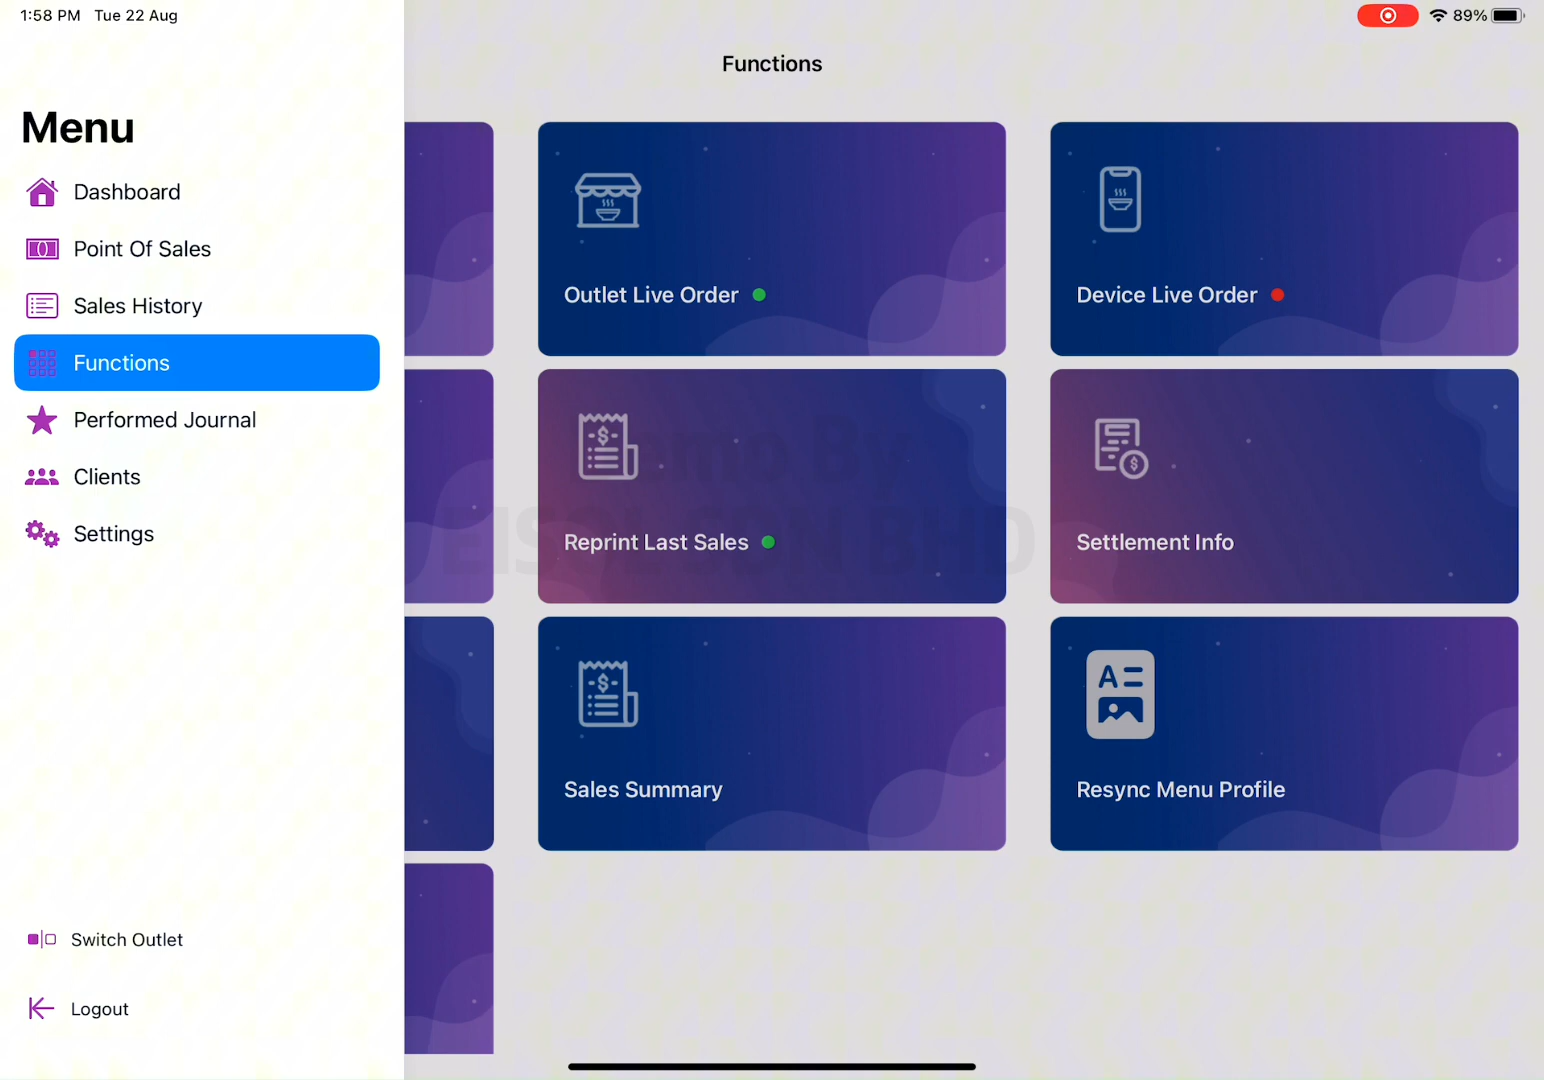 1:58 PM Tue 22 Aug
89%
Functions
Menu
Dashboard
Point Of Sales
Sales History
Functions
Performed Journal
Clients
Settings
Switch Outlet
Logout
Outlet Live Order
Device Live Order
Reprint Last Sales
Settlement Info
Sales Summary
A
Resync Menu Profile